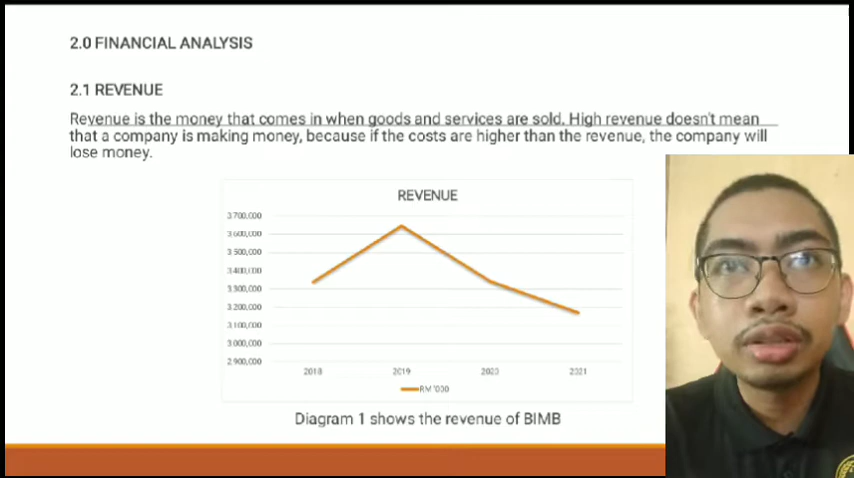 2.0 FINANCIAL ANALYSIS
2.1 REVENUE
Revenue is the money that comes in when goods and services are sold. High revenue doesn't mean
that a company is making money, because if the costs are higher than the revenue, the company will
lose money.
REVENUE
3 700,000
3 600,000
3 500,000
3 400,000
3 300,000
3 200,000
3 100,000
3 000,000
2 900,000
2018 2019 2020 2021
RM '000
Diagram 1 shows the revenue of BIMB